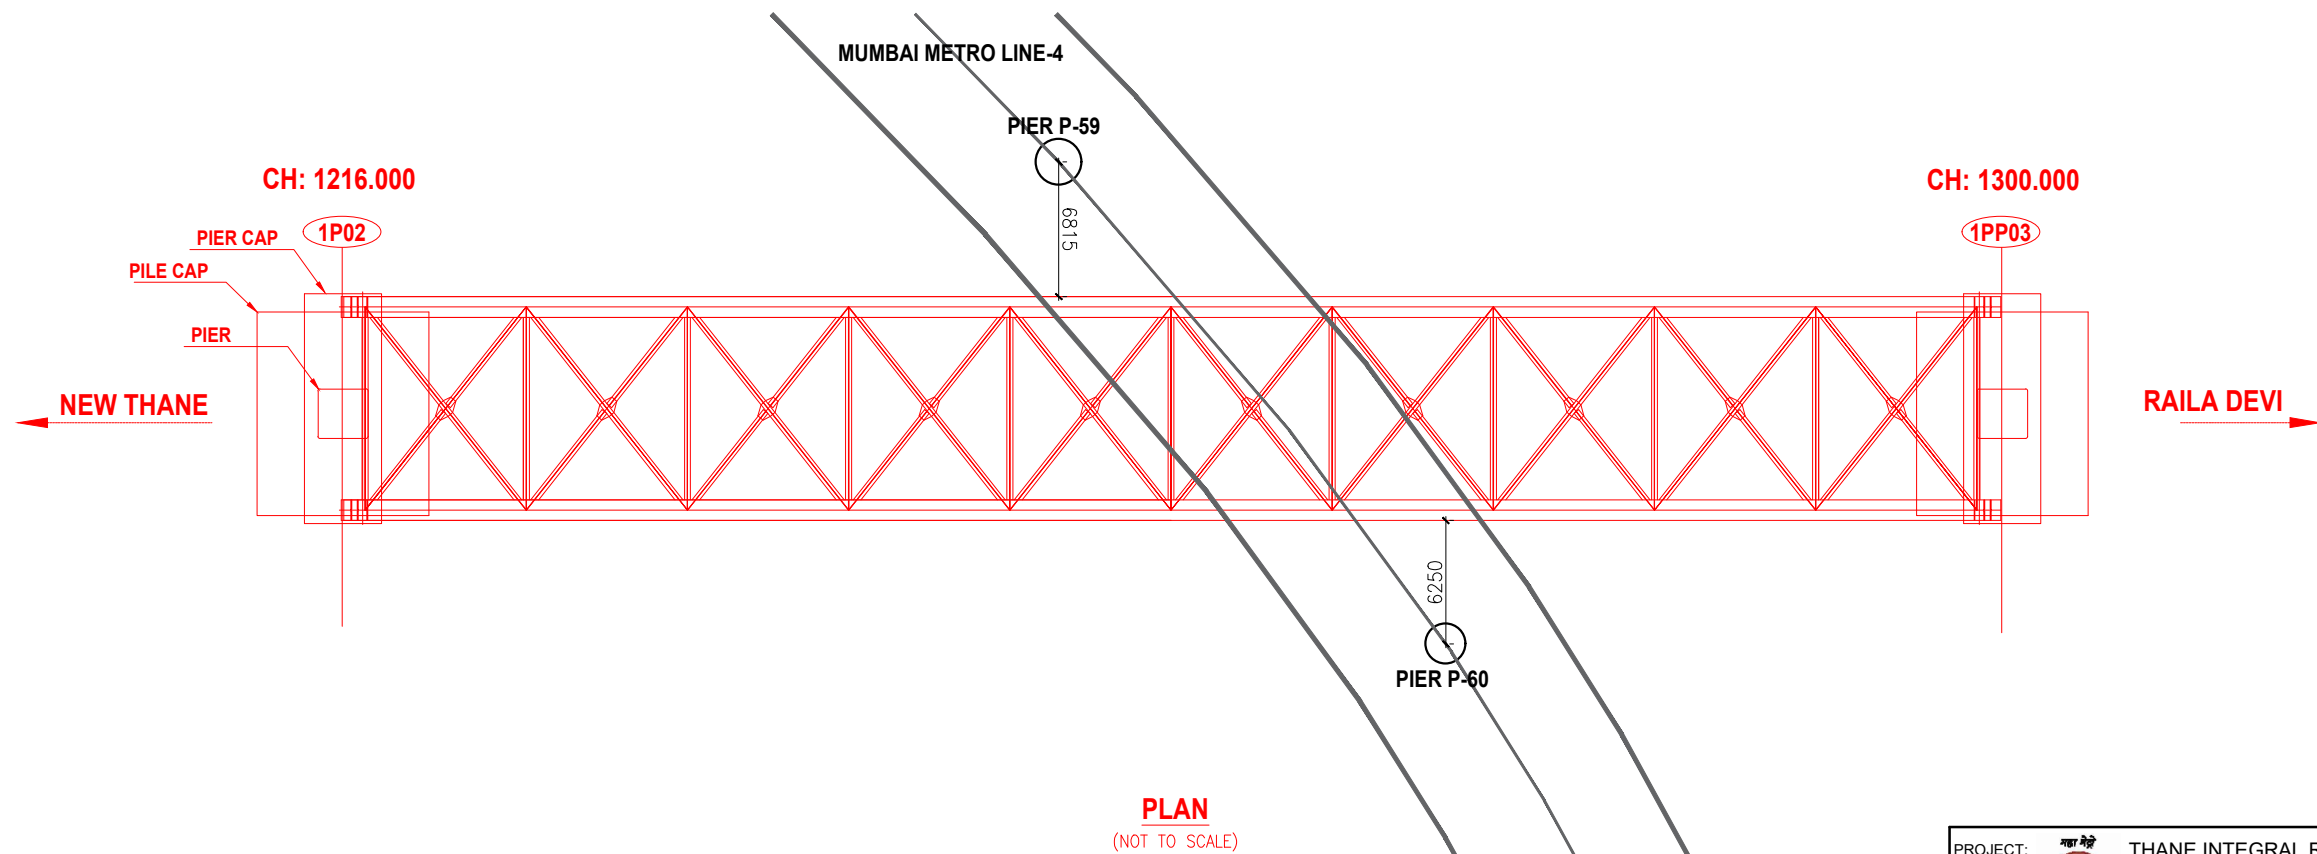 MUMBAI METRO LINE-4
PIER P-59
CH: 1216.000
CH: 1300.000
6815
1P02
1PP03
PIER CAP
PILE CAP
PIER
NEW THANE
RAILA DEVI
6250
PIER P-60
PLAN
(NOT TO SCALE)
महा मेट्रो
PROJECT:
THANE INTEGRAL